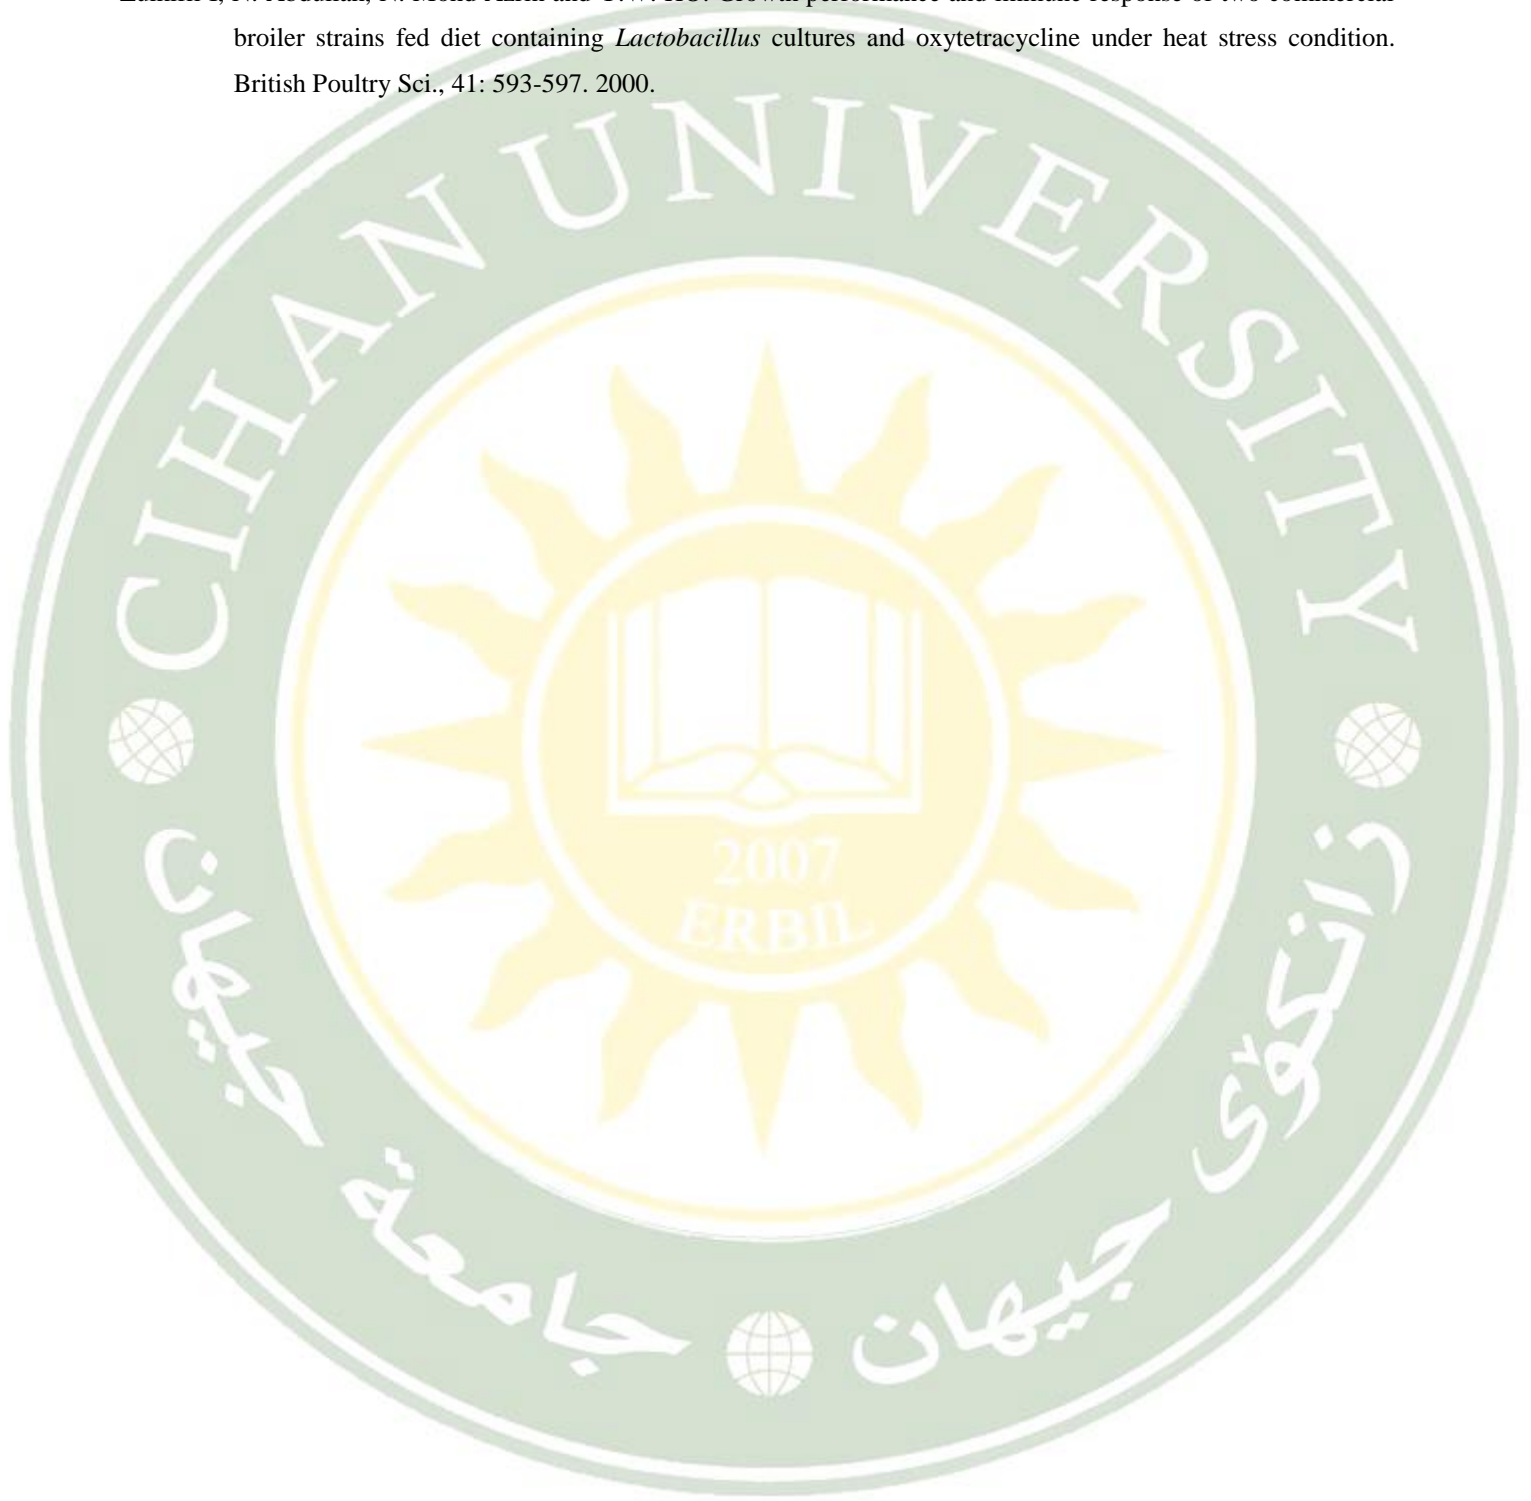 broiler strains fed diet containing Lactobacillus cultures and oxytetracycline under heat stress condition.
British Poultry Sci., 41: 593-597. 2000.
CIHAN UNIVERSITY
2007
ERBIL
زانكۆی جیهان
جامعة جيهان